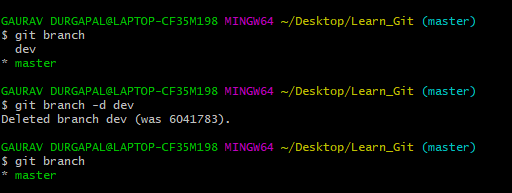 GAURAV DURGAPAL@LAPTOP-CF35M198 MINGW64 ~/Desktop/Learn_Git (master)
$ git branch
  dev
* master
GAURAV DURGAPAL@LAPTOP-CF35M198 MINGW64 ~/Desktop/Learn_Git (master)
$ git branch -d dev
Deleted branch dev (was 6041783).
GAURAV DURGAPAL@LAPTOP-CF35M198 MINGW64 ~/Desktop/Learn_Git (master)
$ git branch
* master